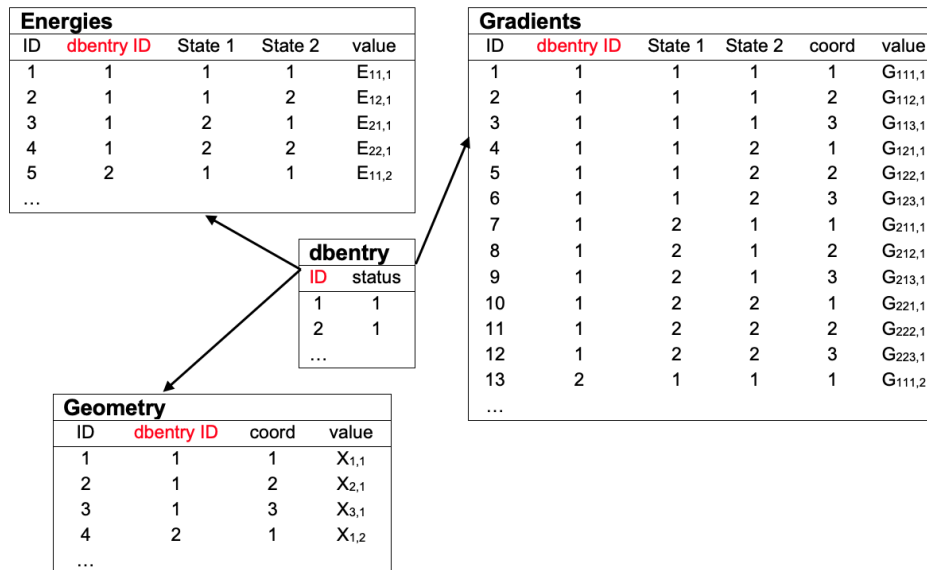 Energies
ID dbentry ID State 1 State 2 value
1 1 1 1 E11,1
2 1 1 2 E12,1
3 1 2 1 E21,1
4 1 2 2 E22,1
5 2 1 1 E11,2
...
Gradients
ID dbentry ID State 1 State 2 coord value
1 1 1 1 1 G111,1
2 1 1 1 2 G112,1
3 1 1 1 3 G113,1
4 1 1 2 1 G121,1
5 1 1 2 2 G122,1
6 1 1 2 3 G123,1
7 1 2 1 1 G211,1
8 1 2 1 2 G212,1
9 1 2 1 3 G213,1
10 1 2 2 1 G221,1
11 1 2 2 2 G222,1
12 1 2 2 3 G223,1
13 2 1 1 1 G111,2
...
dbentry
ID status
1 1
2 1
...
Geometry
ID dbentry ID coord value
1 1 1 X1,1
2 1 2 X2,1
3 1 3 X3,1
4 2 1 X1,2
...